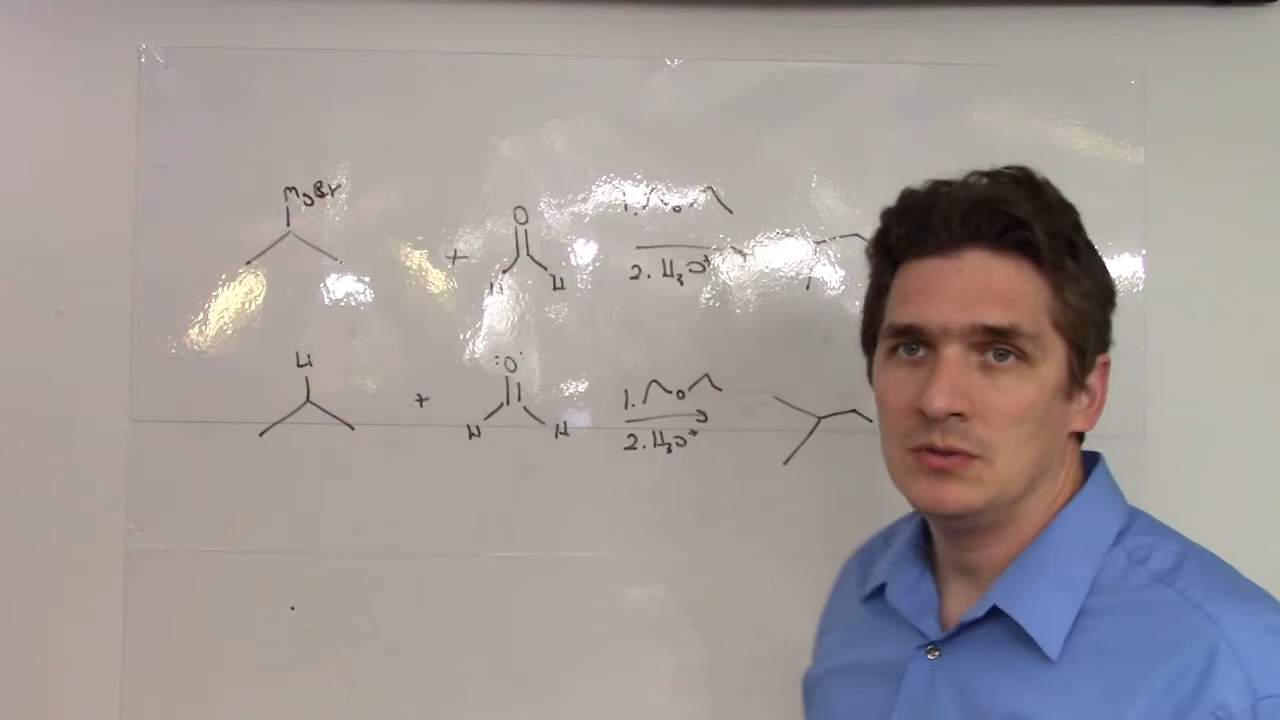 MgBr
O
1. O
+
H H
2. H3O+
Li
:O:
1. O
+
H H
2. H3O+